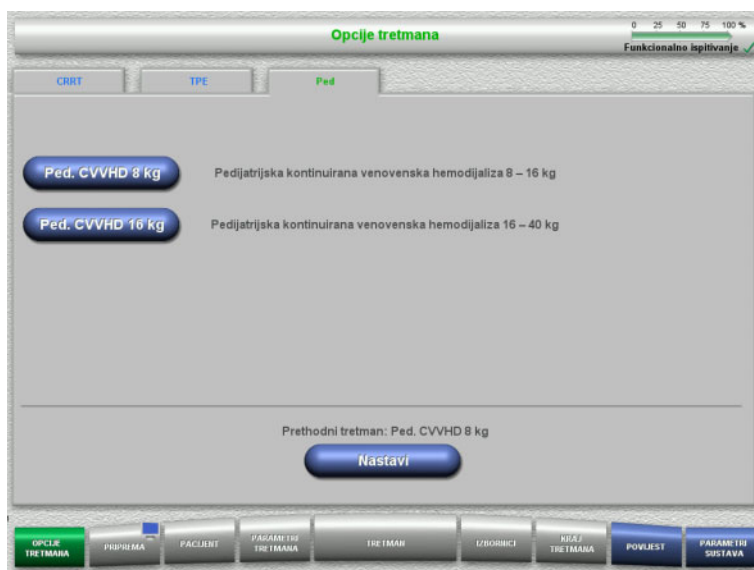 Opcije tretmana
0 25 50 75 100 %
Funkcionalno ispitivanje
CRRT TPE Ped
Ped. CVVHD 8 kg Pedijatrijska kontinuirana venovenska hemodijaliza 8 – 16 kg
Ped. CVVHD 16 kg Pedijatrijska kontinuirana venovenska hemodijaliza 16 – 40 kg
Prethodni tretman: Ped. CVVHD 8 kg
Nastavi
OPCIJE
TRETMANA
PRIPREMA
PACIJENT
PARAMETRI
TRETMANA
TRETMAN
IZBORNICI
KRAJ
TRETMANA
POVIJEST
PARAMETRI
SUSTAVA